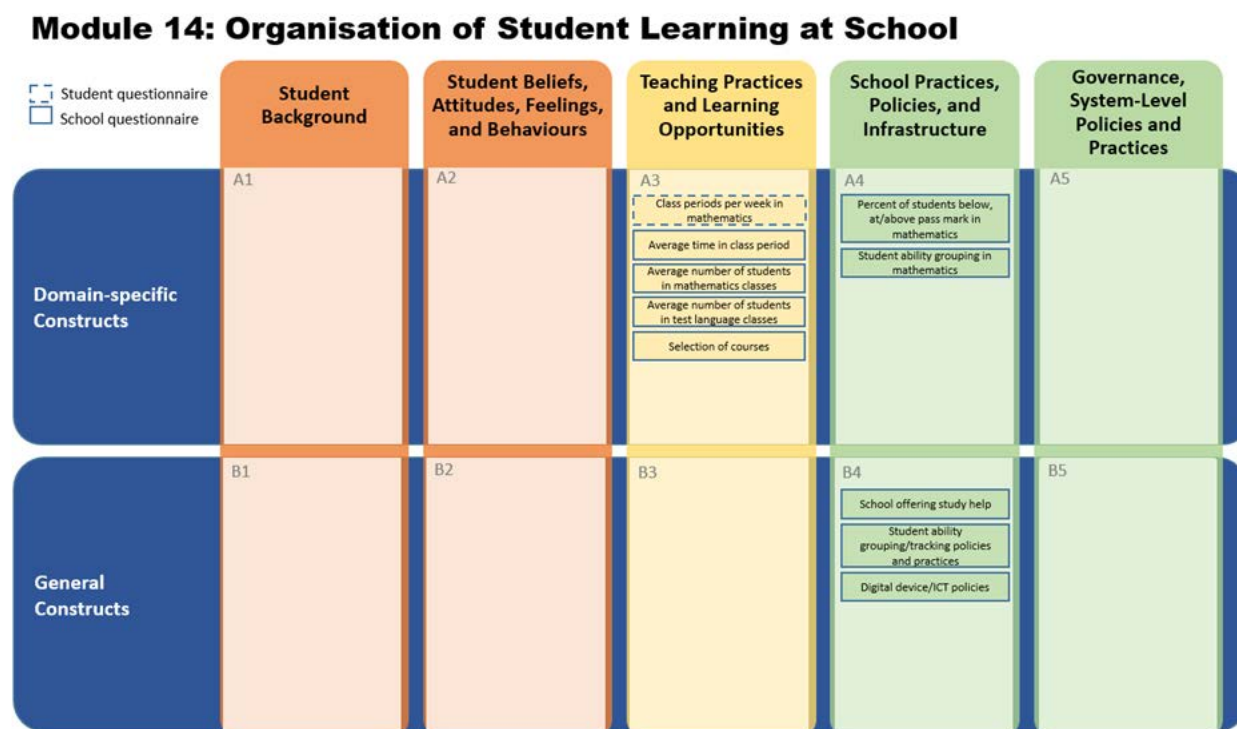 Module 14: Organisation of Student Learning at School
Student questionnaire
School questionnaire
Student
Background
Student Beliefs,
Attitudes, Feelings,
and Behaviours
Teaching Practices
and Learning
Opportunities
School Practices,
Policies, and
Infrastructure
Governance,
System-Level
Policies and
Practices
Domain-specific
Constructs
A1
A2
A3
Class periods per week in
mathematics
Average time in class period
Average number of students
in mathematics classes
Average number of students
in test language classes
Selection of courses
A4
Percent of students below,
at/above pass mark in
mathematics
Student ability grouping in
mathematics
A5
General
Constructs
B1
B2
B3
B4
School offering study help
Student ability
grouping/tracking policies
and practices
Digital device/ICT policies
B5